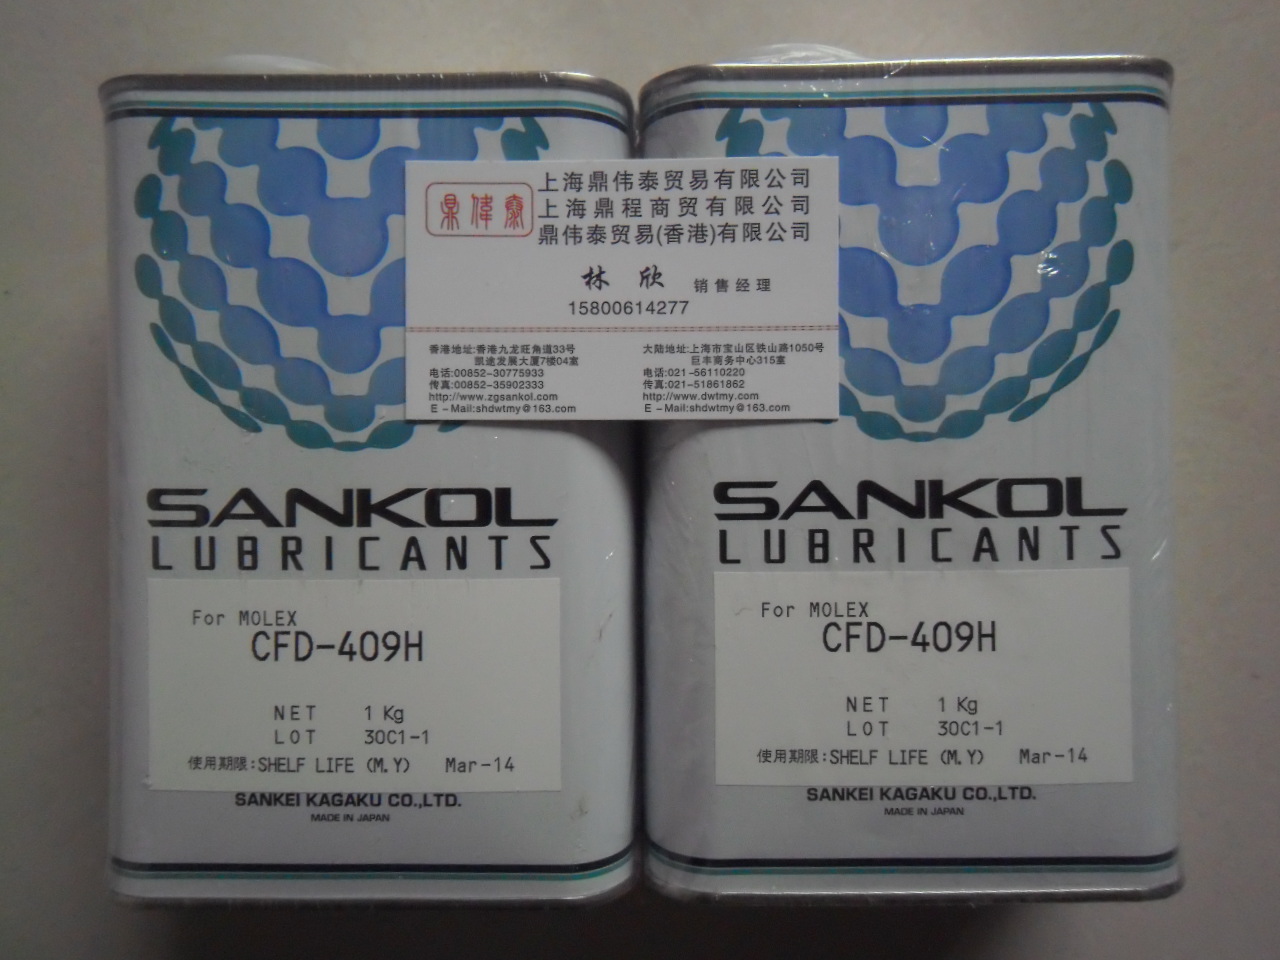 鼎偉泰
上海鼎伟泰贸易有限公司
上海鼎程商贸有限公司
鼎伟泰贸易(香港)有限公司
林欣 销售经理
15800614277
香港地址:香港九龙旺角道33号
凯途发展大厦7楼04室
电话:00852-30775933
传真:00852-35902333
http://www.zgsankol.com
E-Mail:shdwtmy@163.com
大陆地址:上海市宝山区铁山路1050号
巨丰商务中心315室
电话:021-56110220
传真:021-51861862
http://www.dwtmy.com
E-Mail:shdwtmy@163.com
SANKOL
LUBRICANTS
For MOLEX
CFD-409H
NET 1 Kg
LOT 30C1-1
使用期限:SHELF LIFE (M.Y) Mar-14
SANKEI KAGAKU CO.,LTD.
MADE IN JAPAN
SANKOL
LUBRICANTS
For MOLEX
CFD-409H
NET 1 Kg
LOT 30C1-1
使用期限:SHELF LIFE (M.Y) Mar-14
SANKEI KAGAKU CO.,LTD.
MADE IN JAPAN